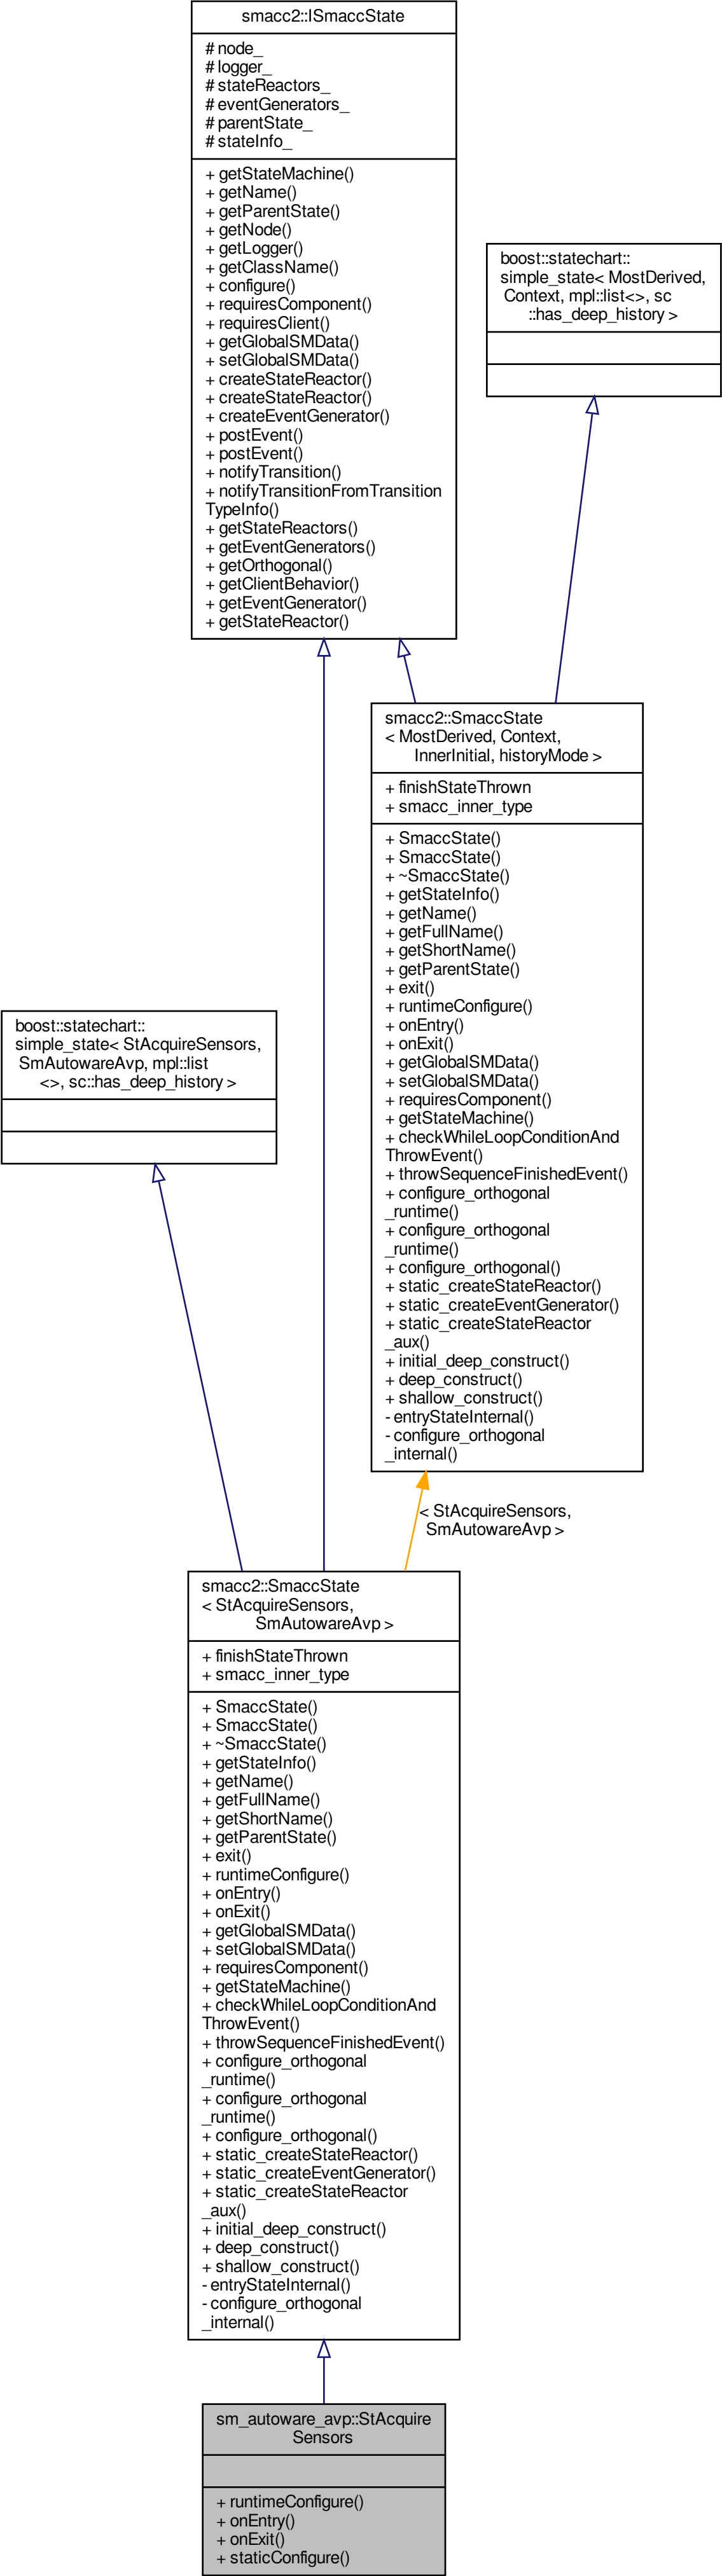 smacc2::ISmaccState
# node_
# logger_
# stateReactors_
# eventGenerators_
# parentState_
# stateInfo_
+ getStateMachine()
+ getName()
+ getParentState()
+ getNode()
+ getLogger()
+ getClassName()
+ configure()
+ requiresComponent()
+ requiresClient()
+ getGlobalSMData()
+ setGlobalSMData()
+ createStateReactor()
+ createStateReactor()
+ createEventGenerator()
+ postEvent()
+ postEvent()
+ notifyTransition()
+ notifyTransitionFromTransition
TypeInfo()
+ getStateReactors()
+ getEventGenerators()
+ getOrthogonal()
+ getClientBehavior()
+ getEventGenerator()
+ getStateReactor()
boost::statechart::
simple_state< MostDerived,
Context, mpl::list<>, sc
::has_deep_history >
smacc2::SmaccState
< MostDerived, Context,
InnerInitial, historyMode >
+ finishStateThrown
+ smacc_inner_type
+ SmaccState()
+ SmaccState()
+ ~SmaccState()
+ getStateInfo()
+ getName()
+ getFullName()
+ getShortName()
+ getParentState()
+ exit()
+ runtimeConfigure()
+ onEntry()
+ onExit()
+ getGlobalSMData()
+ setGlobalSMData()
+ requiresComponent()
+ getStateMachine()
+ checkWhileLoopConditionAnd
ThrowEvent()
+ throwSequenceFinishedEvent()
+ configure_orthogonal
_runtime()
+ configure_orthogonal
_runtime()
+ configure_orthogonal()
+ static_createStateReactor()
+ static_createEventGenerator()
+ static_createStateReactor
_aux()
+ initial_deep_construct()
+ deep_construct()
+ shallow_construct()
- entryStateInternal()
- configure_orthogonal
_internal()
boost::statechart::
simple_state< StAcquireSensors,
SmAutowareAvp, mpl::list
<>, sc::has_deep_history >
< StAcquireSensors,
SmAutowareAvp >
smacc2::SmaccState
< StAcquireSensors,
SmAutowareAvp >
+ finishStateThrown
+ smacc_inner_type
+ SmaccState()
+ SmaccState()
+ ~SmaccState()
+ getStateInfo()
+ getName()
+ getFullName()
+ getShortName()
+ getParentState()
+ exit()
+ runtimeConfigure()
+ onEntry()
+ onExit()
+ getGlobalSMData()
+ setGlobalSMData()
+ requiresComponent()
+ getStateMachine()
+ checkWhileLoopConditionAnd
ThrowEvent()
+ throwSequenceFinishedEvent()
+ configure_orthogonal
_runtime()
+ configure_orthogonal
_runtime()
+ configure_orthogonal()
+ static_createStateReactor()
+ static_createEventGenerator()
+ static_createStateReactor
_aux()
+ initial_deep_construct()
+ deep_construct()
+ shallow_construct()
- entryStateInternal()
- configure_orthogonal
_internal()
sm_autoware_avp::StAcquire
Sensors
+ runtimeConfigure()
+ onEntry()
+ onExit()
+ staticConfigure()